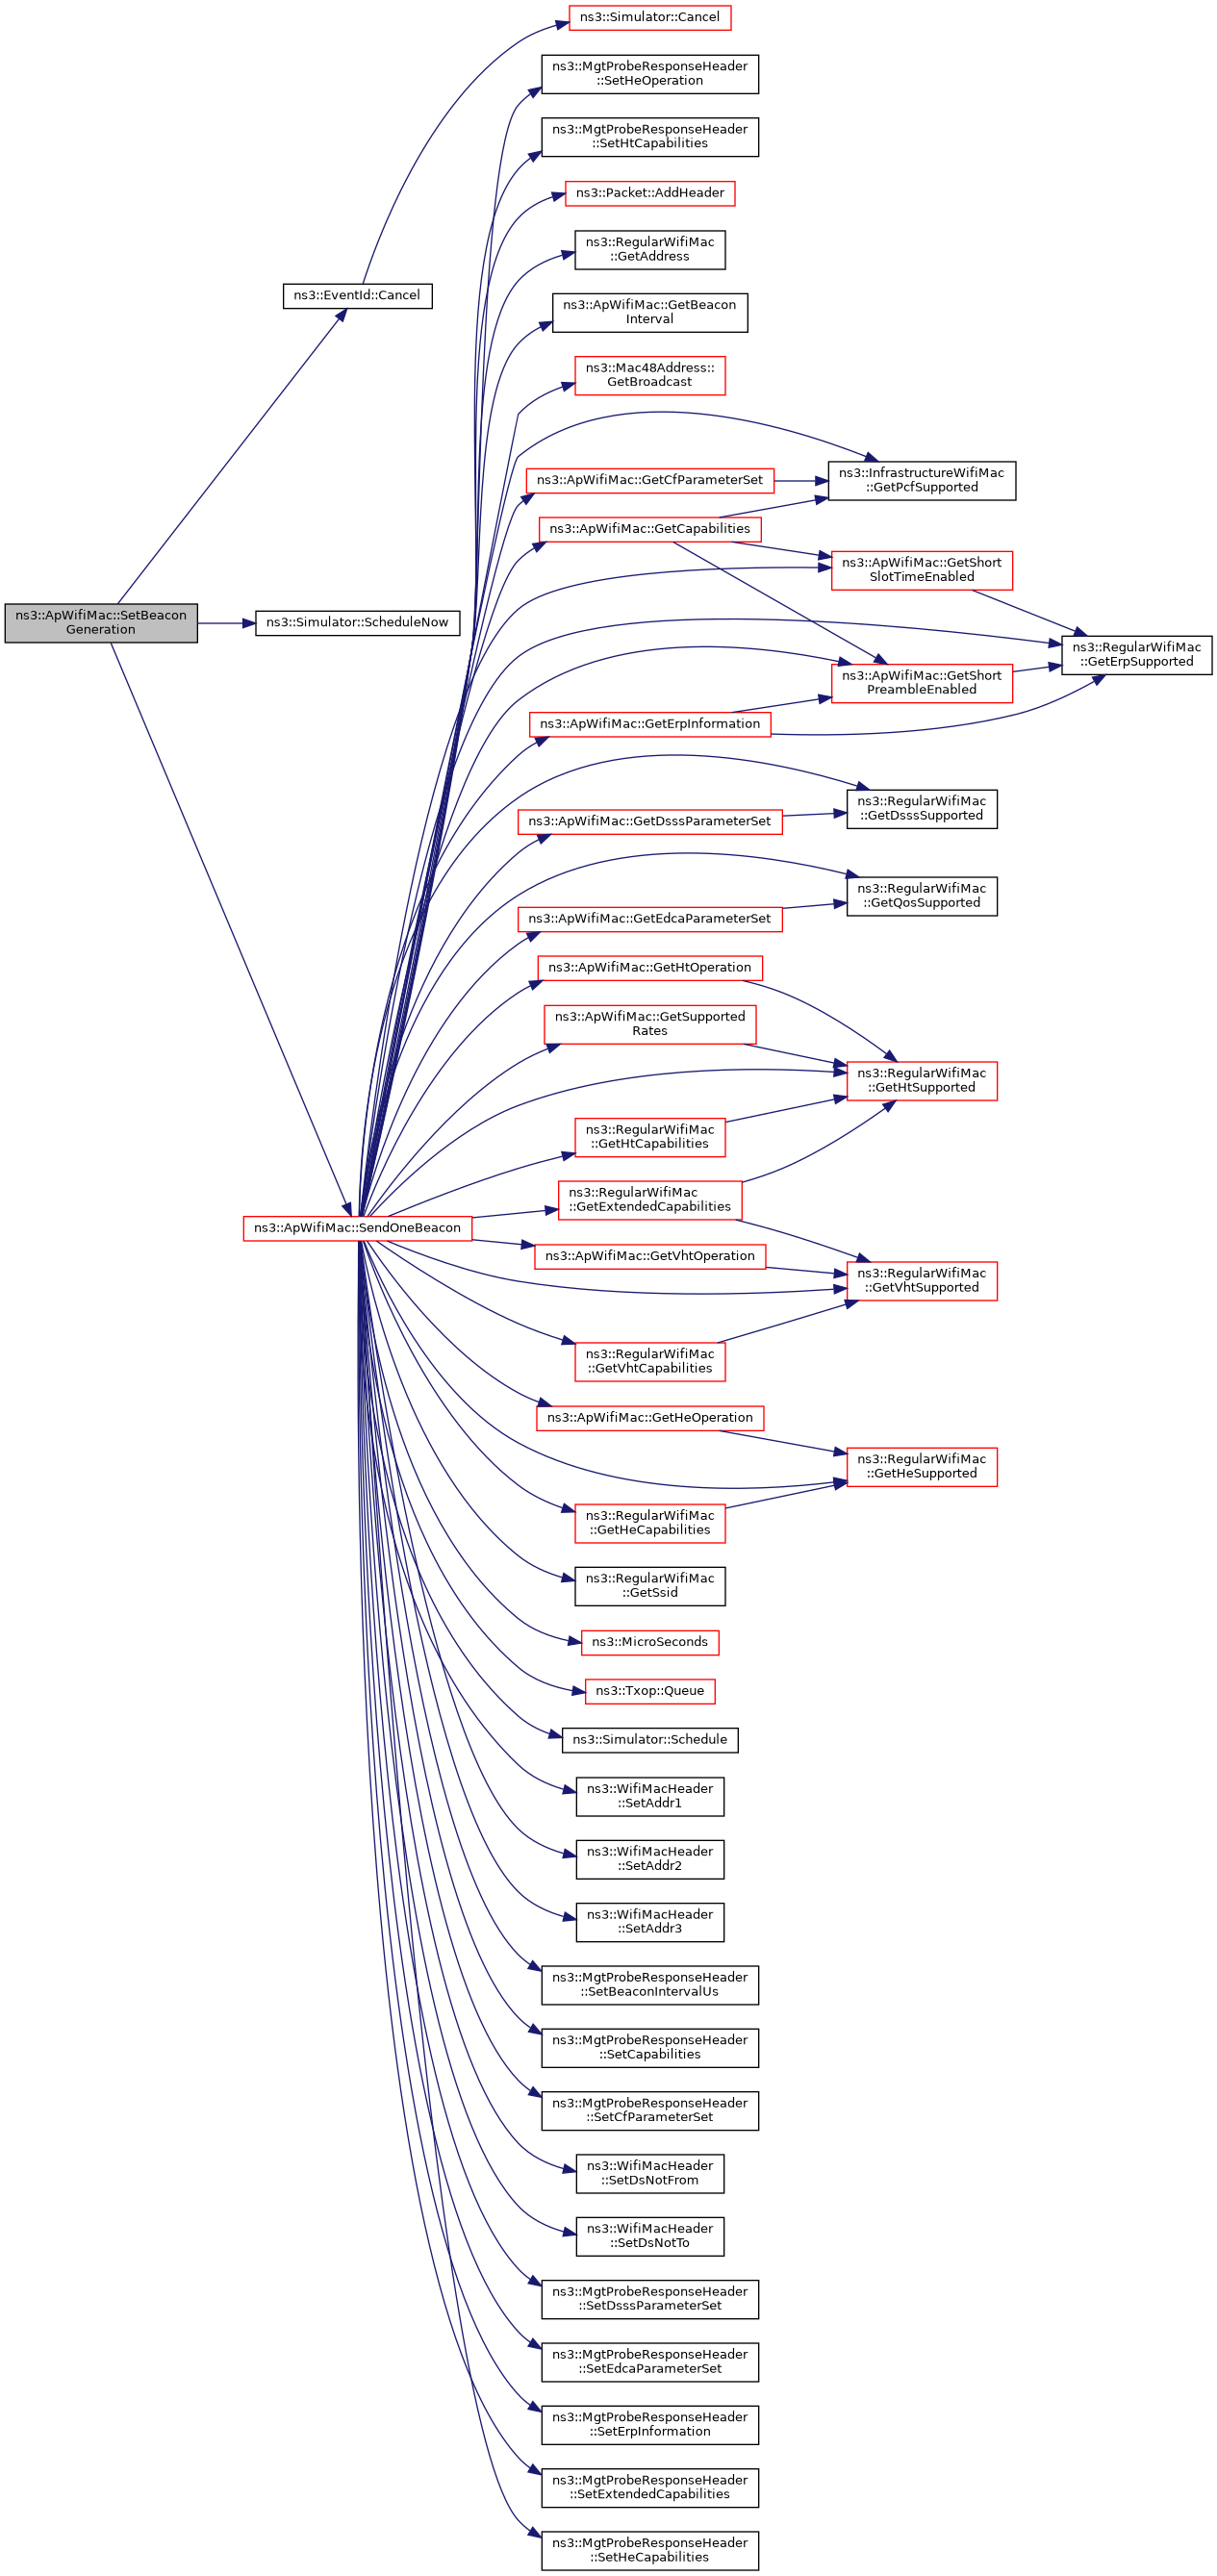 ns3::ApWifiMac::SetBeacon
Generation
ns3::EventId::Cancel
ns3::Simulator::ScheduleNow
ns3::ApWifiMac::SendOneBeacon
ns3::Simulator::Cancel
ns3::MgtProbeResponseHeader
::SetHeOperation
ns3::MgtProbeResponseHeader
::SetHtCapabilities
ns3::Packet::AddHeader
ns3::RegularWifiMac
::GetAddress
ns3::ApWifiMac::GetBeacon
Interval
ns3::Mac48Address::
GetBroadcast
ns3::ApWifiMac::GetCfParameterSet
ns3::ApWifiMac::GetCapabilities
ns3::ApWifiMac::GetErpInformation
ns3::ApWifiMac::GetDsssParameterSet
ns3::ApWifiMac::GetEdcaParameterSet
ns3::ApWifiMac::GetHtOperation
ns3::ApWifiMac::GetSupported
Rates
ns3::RegularWifiMac
::GetHtCapabilities
ns3::RegularWifiMac
::GetExtendedCapabilities
ns3::ApWifiMac::GetVhtOperation
ns3::RegularWifiMac
::GetVhtCapabilities
ns3::ApWifiMac::GetHeOperation
ns3::RegularWifiMac
::GetHeCapabilities
ns3::RegularWifiMac
::GetSsid
ns3::MicroSeconds
ns3::Txop::Queue
ns3::Simulator::Schedule
ns3::WifiMacHeader
::SetAddr1
ns3::WifiMacHeader
::SetAddr2
ns3::WifiMacHeader
::SetAddr3
ns3::MgtProbeResponseHeader
::SetBeaconIntervalUs
ns3::MgtProbeResponseHeader
::SetCapabilities
ns3::MgtProbeResponseHeader
::SetCfParameterSet
ns3::WifiMacHeader
::SetDsNotFrom
ns3::WifiMacHeader
::SetDsNotTo
ns3::MgtProbeResponseHeader
::SetDsssParameterSet
ns3::MgtProbeResponseHeader
::SetEdcaParameterSet
ns3::MgtProbeResponseHeader
::SetErpInformation
ns3::MgtProbeResponseHeader
::SetExtendedCapabilities
ns3::MgtProbeResponseHeader
::SetHeCapabilities
ns3::InfrastructureWifiMac
::GetPcfSupported
ns3::ApWifiMac::GetShort
SlotTimeEnabled
ns3::ApWifiMac::GetShort
PreambleEnabled
ns3::RegularWifiMac
::GetDsssSupported
ns3::RegularWifiMac
::GetQosSupported
ns3::RegularWifiMac
::GetHtSupported
ns3::RegularWifiMac
::GetVhtSupported
ns3::RegularWifiMac
::GetHeSupported
ns3::RegularWifiMac
::GetErpSupported